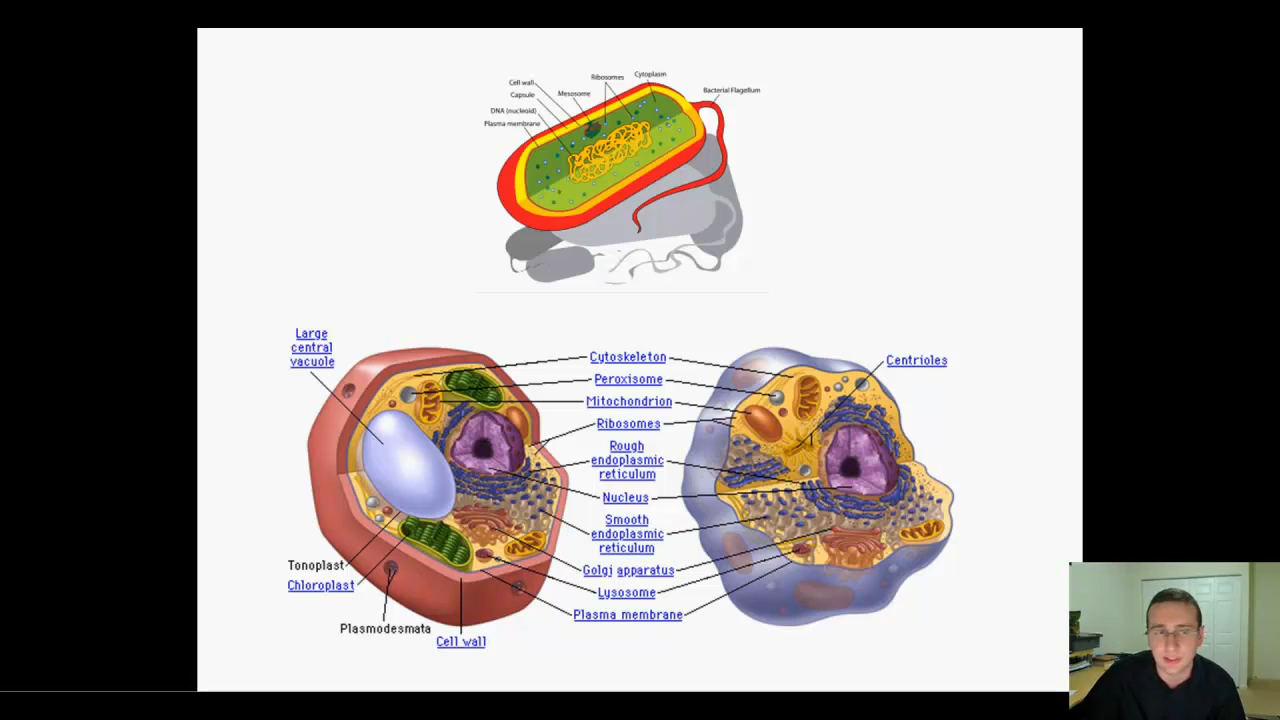 Ribosomes
Cytoplasm
Cell wall
Capsule
Mesosome
Bacterial Flagellum
DNA (nucleoid)
Plasma membrane
Large
central
vacuole
Cytoskeleton
Centrioles
Peroxisome
Mitochondrion
Ribosomes
Rough
endoplasmic
reticulum
Nucleus
Smooth
endoplasmic
reticulum
Tonoplast
Golgi apparatus
Chloroplast
Lysosome
Plasma membrane
Plasmodesmata
Cell wall